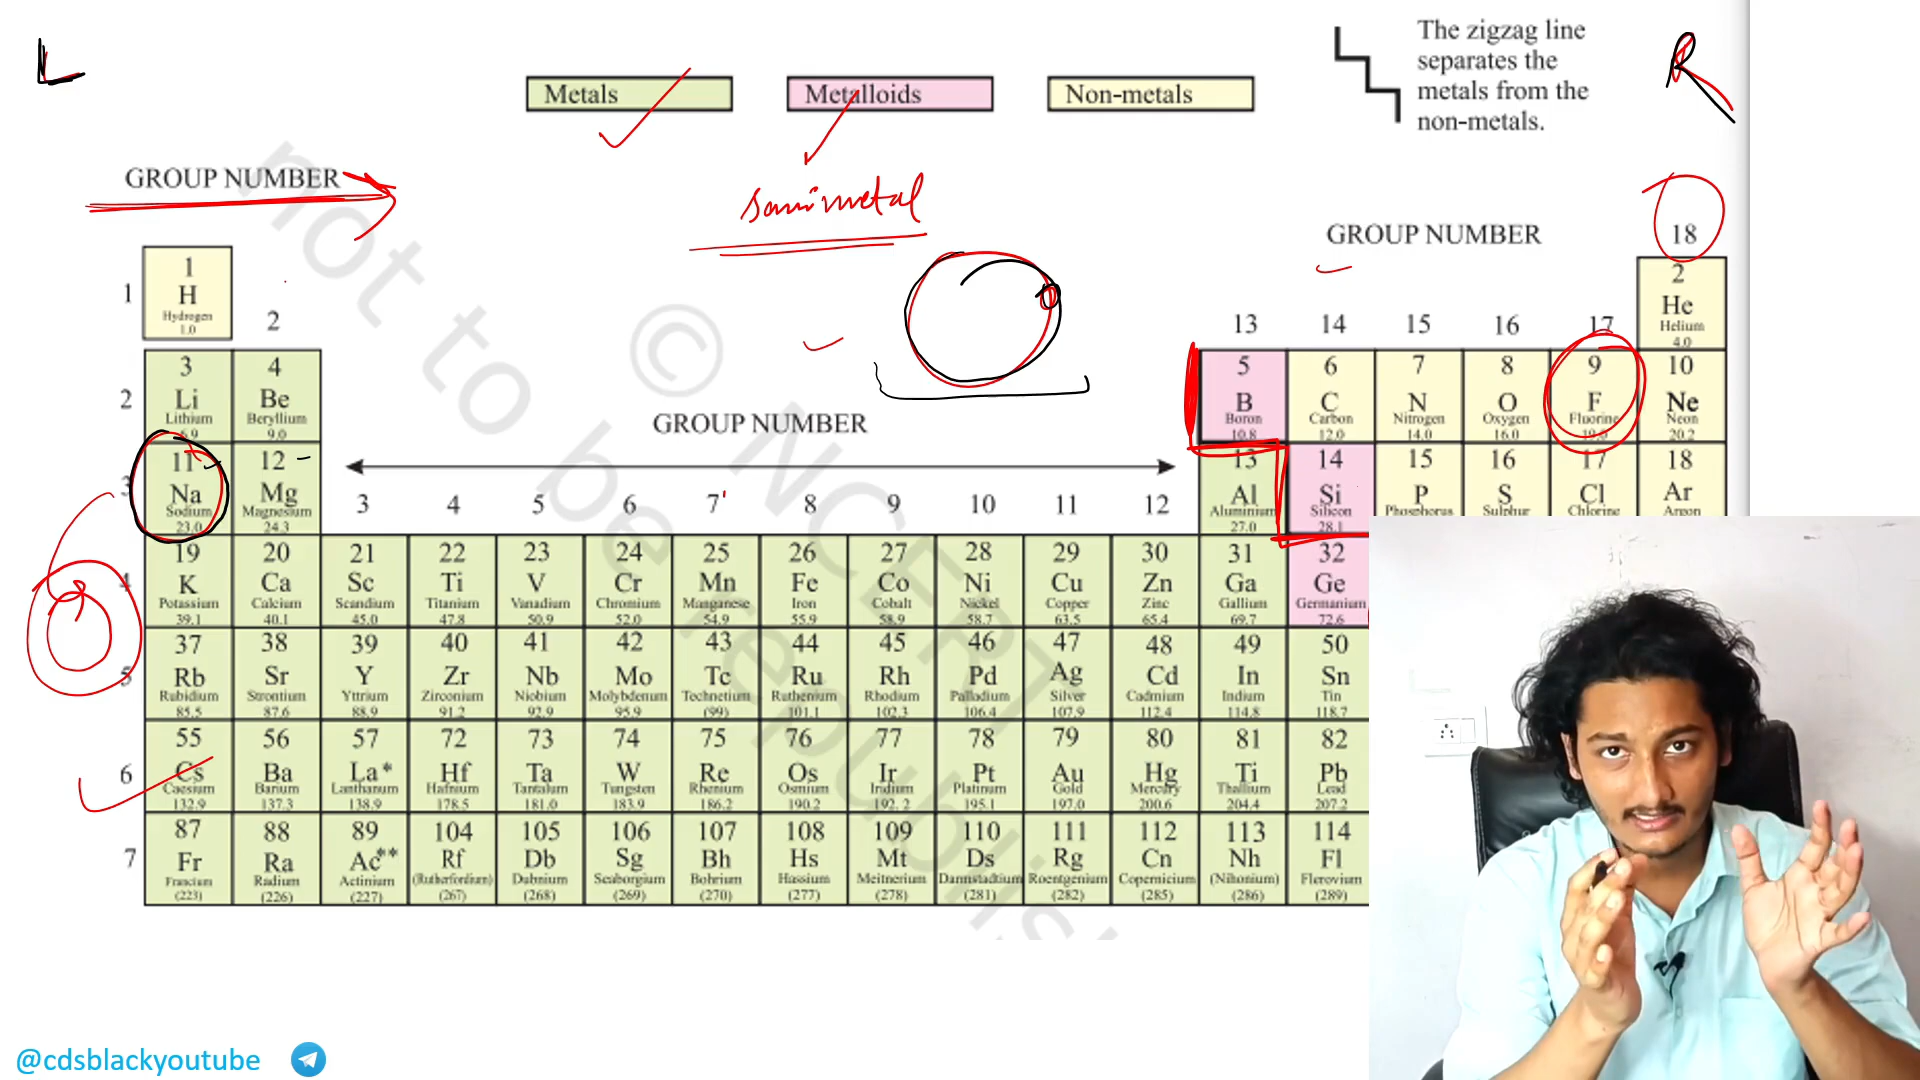 L
R
The zigzag line
separates the
metals from the
non-metals.
Metals
Metalloids
Non-metals
semimetal
GROUP NUMBER
GROUP NUMBER
18
1
1
H
Hydrogen
1.0
2
13 14 15 16 17
2
He
Helium
4.0
2
3 4
Li Be
Lithium Beryllium
6.9 9.0
5 6 7 8 9 10
B C N O F Ne
Boron Carbon Nitrogen Oxygen Fluorine Neon
10.8 12.0 14.0 16.0 19.0 20.2
GROUP NUMBER
3
11 12
Na Mg
Sodium Magnesium
23.0 24.3
3 4 5 6 7 8 9 10 11 12
13 14 15 16 17 18
Al Si P S Cl Ar
Aluminium Silicon Phosphorus Sulphur Chlorine Argon
27.0 28.1
4
19 20 21 22 23 24 25 26 27 28 29 30 31 32
K Ca Sc Ti V Cr Mn Fe Co Ni Cu Zn Ga Ge
Potassium Calcium Scandium Titanium Vanadium Chromium Manganese Iron Cobalt Nickel Copper Zinc Gallium Germanium
39.1 40.1 45.0 47.8 50.9 52.0 54.9 55.9 58.9 58.7 63.5 65.4 69.7 72.6
5
37 38 39 40 41 42 43 44 45 46 47 48 49 50
Rb Sr Y Zr Nb Mo Tc Ru Rh Pd Ag Cd In Sn
Rubidium Strontium Yttrium Zirconium Niobium Molybdenum Technetium Ruthenium Rhodium Palladium Silver Cadmium Indium Tin
85.5 87.6 88.9 91.2 92.9 95.9 (99) 101.1 102.3 106.4 107.9 112.4 114.8 118.7
6
55 56 57 72 73 74 75 76 77 78 79 80 81 82
Cs Ba La* Hf Ta W Re Os Ir Pt Au Hg Ti Pb
Caesium Barium Lanthanum Hafnium Tantalum Tungsten Rhenium Osmium Iridium Platinum Gold Mercury Thallium Lead
132.9 137.3 138.9 178.5 181.0 183.9 186.2 190.2 192.2 195.1 197.0 200.6 204.4 207.2
7
87 88 89 104 105 106 107 108 109 110 111 112 113 114
Fr Ra Ac** Rf Db Sg Bh Hs Mt Ds Rg Cn Nh Fl
Francium Radium Actinium (Rutherfordium) Dubnium Seaborgium Bohrium Hassium Meitnerium Darmstadtium Roentgenium Copernicium (Nihonium) Flerovium
(223) (226) (227) (267) (268) (269) (270) (277) (278) (281) (282) (285) (286) (289)
© NCERT
not to be republis
@cdsblackyoutube